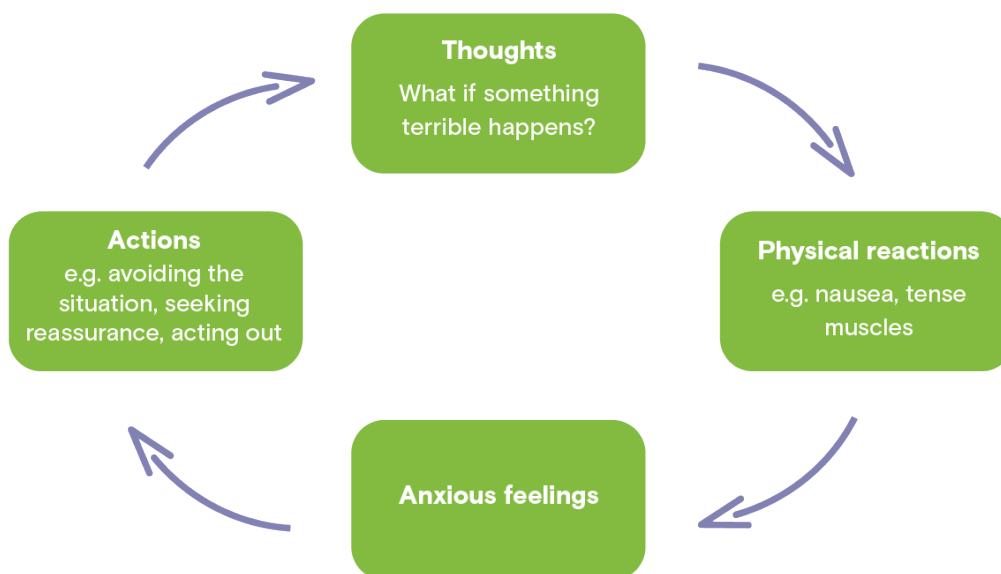 Thoughts
What if something
terrible happens?
Actions
e.g. avoiding the
situation, seeking
reassurance, acting out
Physical reactions
e.g. nausea, tense
muscles
Anxious feelings